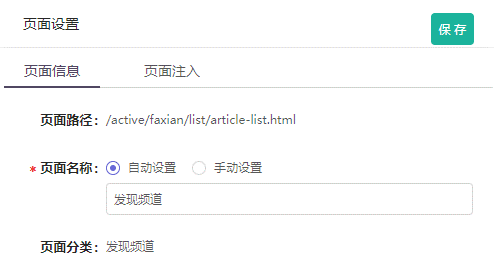 页面设置
保存
页面信息 页面注入
页面路径： /active/faxian/list/article-list.html
* 页面名称： 自动设置 手动设置
发现频道
页面分类： 发现频道